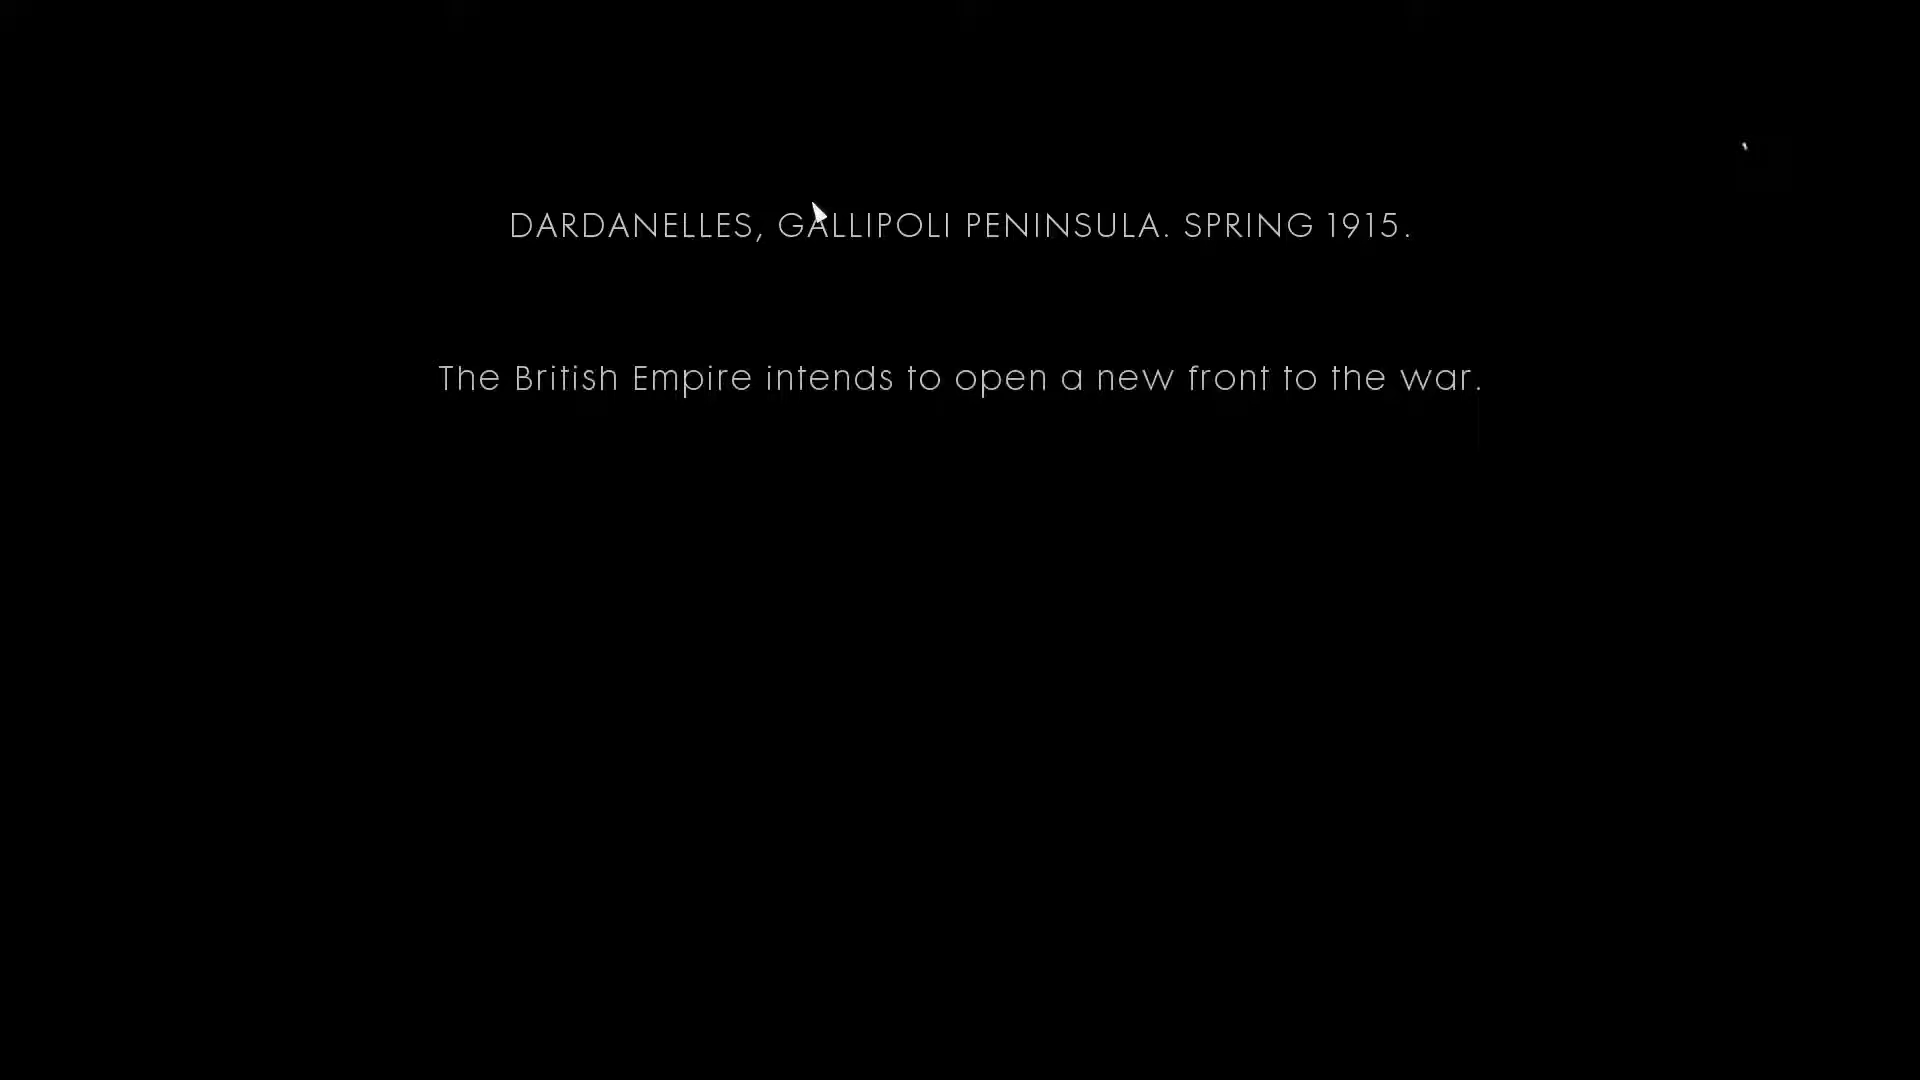 DARDANELLES, GALLIPOLI PENINSULA. SPRING 1915.
The British Empire intends to open a new front to the war.